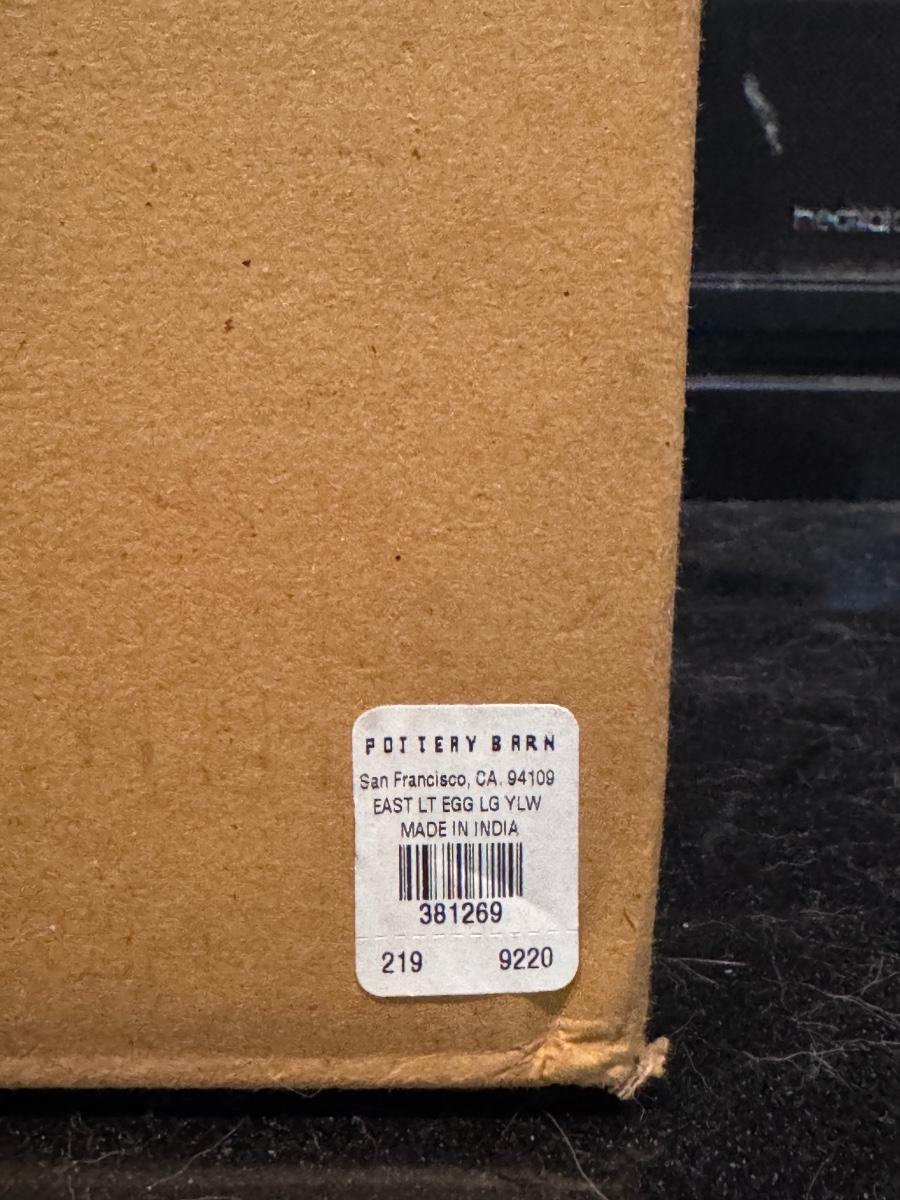 POTTERY BARN
San Francisco, CA. 94109
EAST LT EGG LG YLW
MADE IN INDIA
381269
219 9220